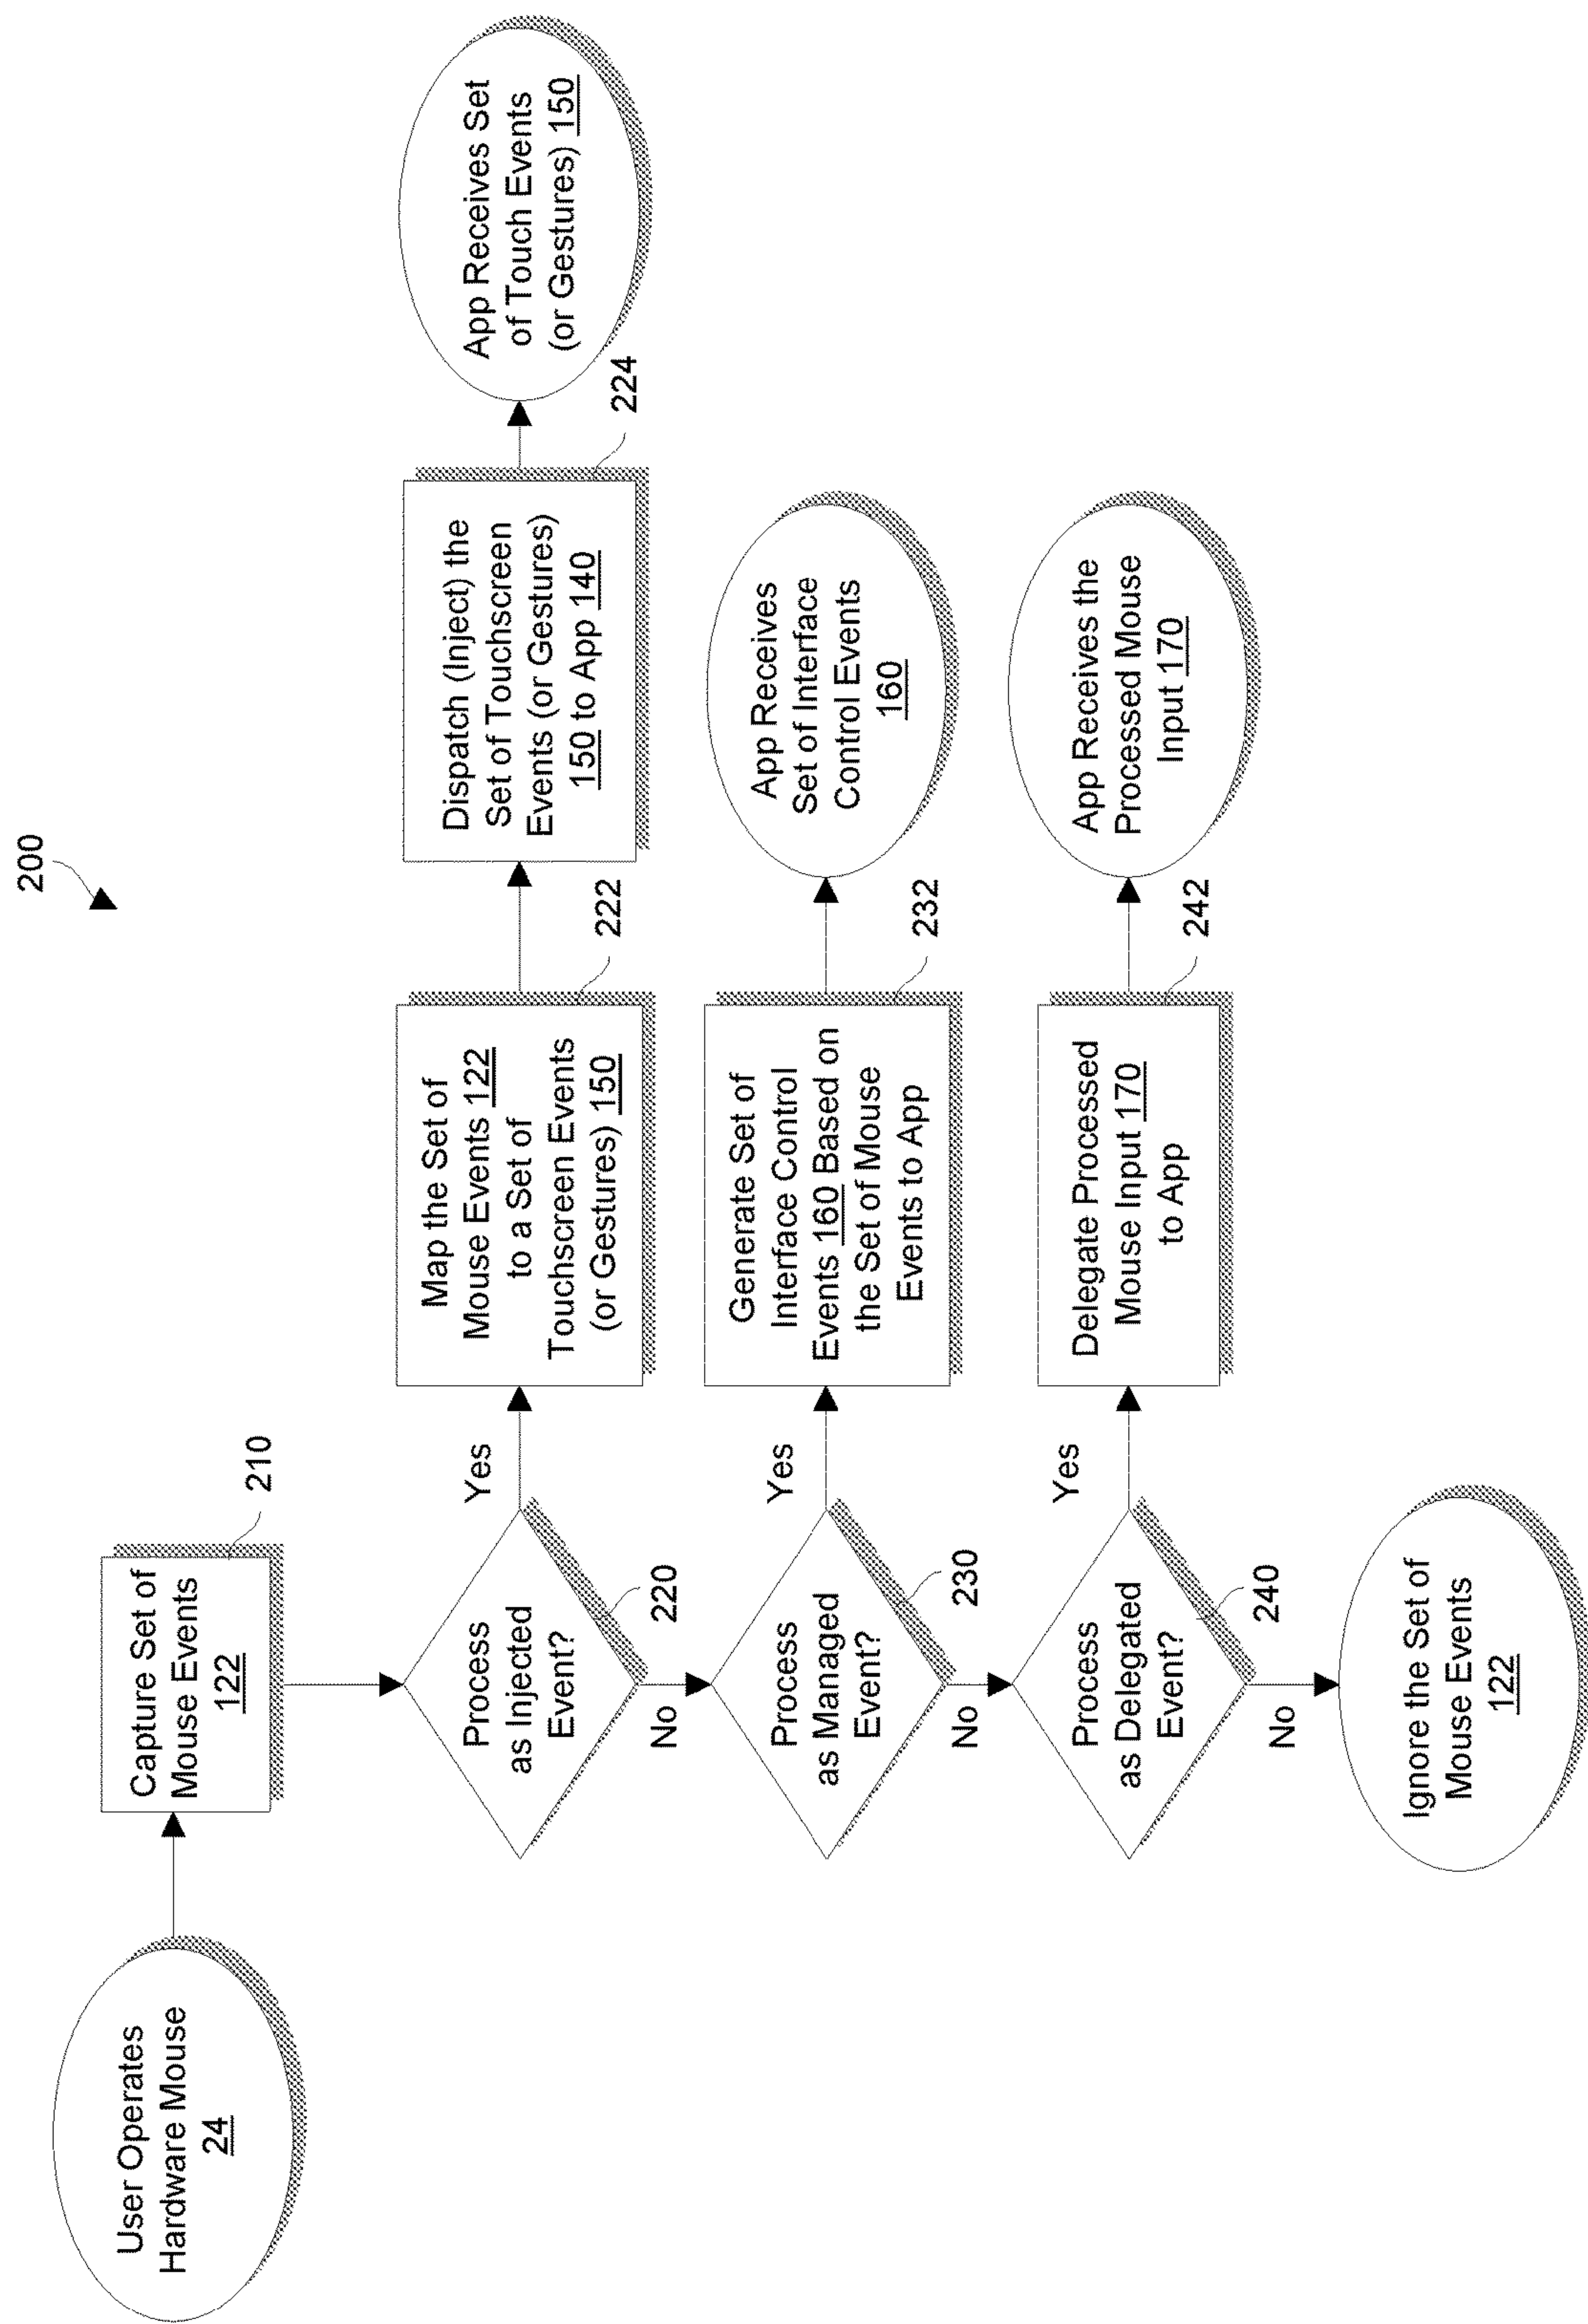 200
User Operates
Hardware Mouse
24
Capture Set of
Mouse Events
122
210
Process
as Injected
Event?
220
Yes
No
Map the Set of
Mouse Events 122
to a Set of
Touchscreen Events
(or Gestures) 150
222
Dispatch (Inject) the
Set of Touchscreen
Events (or Gestures)
150 to App 140
224
App Receives Set
of Touch Events
(or Gestures) 150
Process
as Managed
Event?
230
Yes
No
Generate Set of
Interface Control
Events 160 Based on
the Set of Mouse
Events to App
232
App Receives
Set of Interface
Control Events
160
Process
as Delegated
Event?
240
Yes
No
Delegate Processed
Mouse Input 170
to App
242
App Receives the
Processed Mouse
Input 170
Ignore the Set of
Mouse Events
122